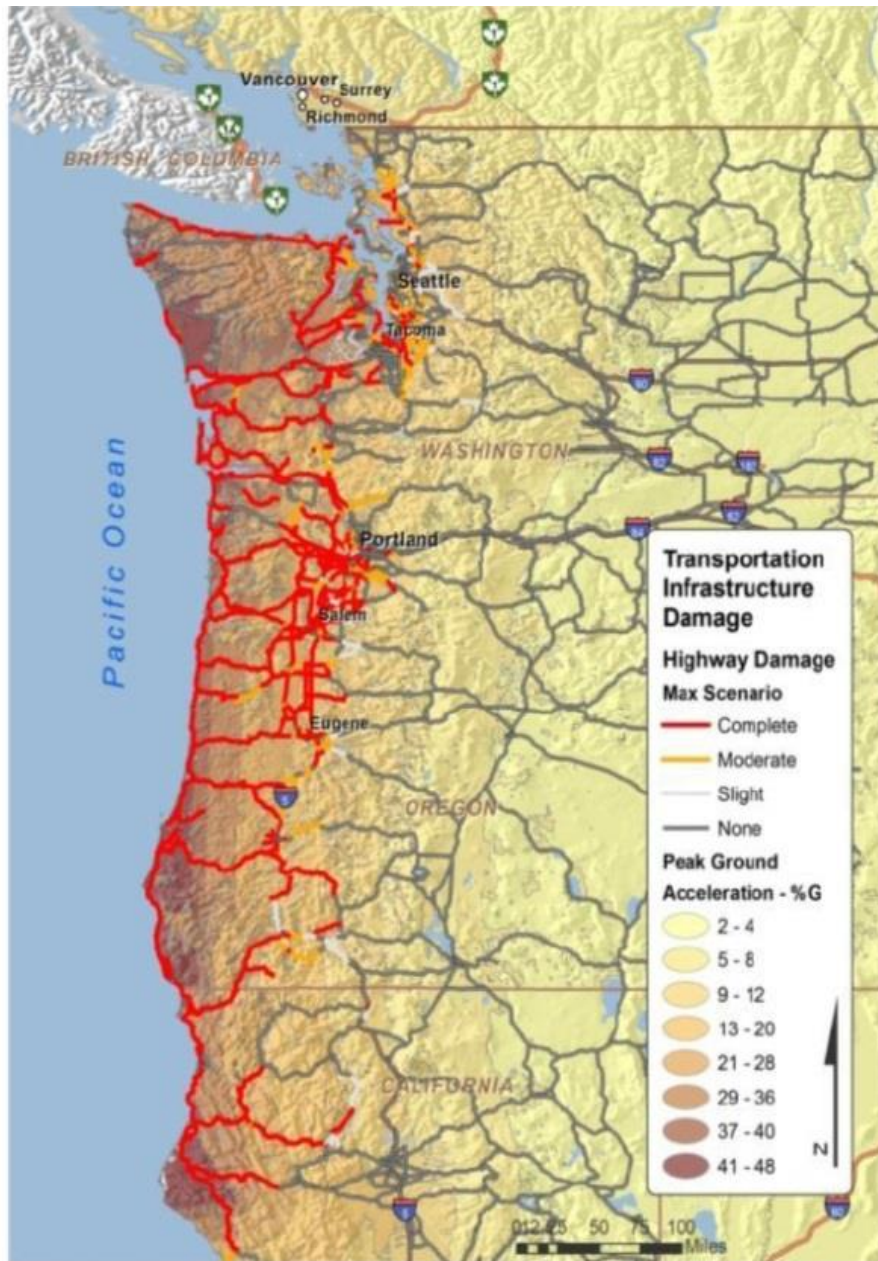 Vancouver
Surrey
Richmond
BRITISH COLUMBIA
Seattle
Tacoma
90
WASHINGTON
82
182
82
84
Pacific Ocean
Portland
Salem
Eugene
5
OREGON
CALIFORNIA
Transportation
Infrastructure
Damage
Highway Damage
Max Scenario
Complete
Moderate
Slight
None
Peak Ground
Acceleration - %G
2 - 4
5 - 8
9 - 12
13 - 20
21 - 28
29 - 36
37 - 40
41 - 48
N
5
80
50 75 100
Miles